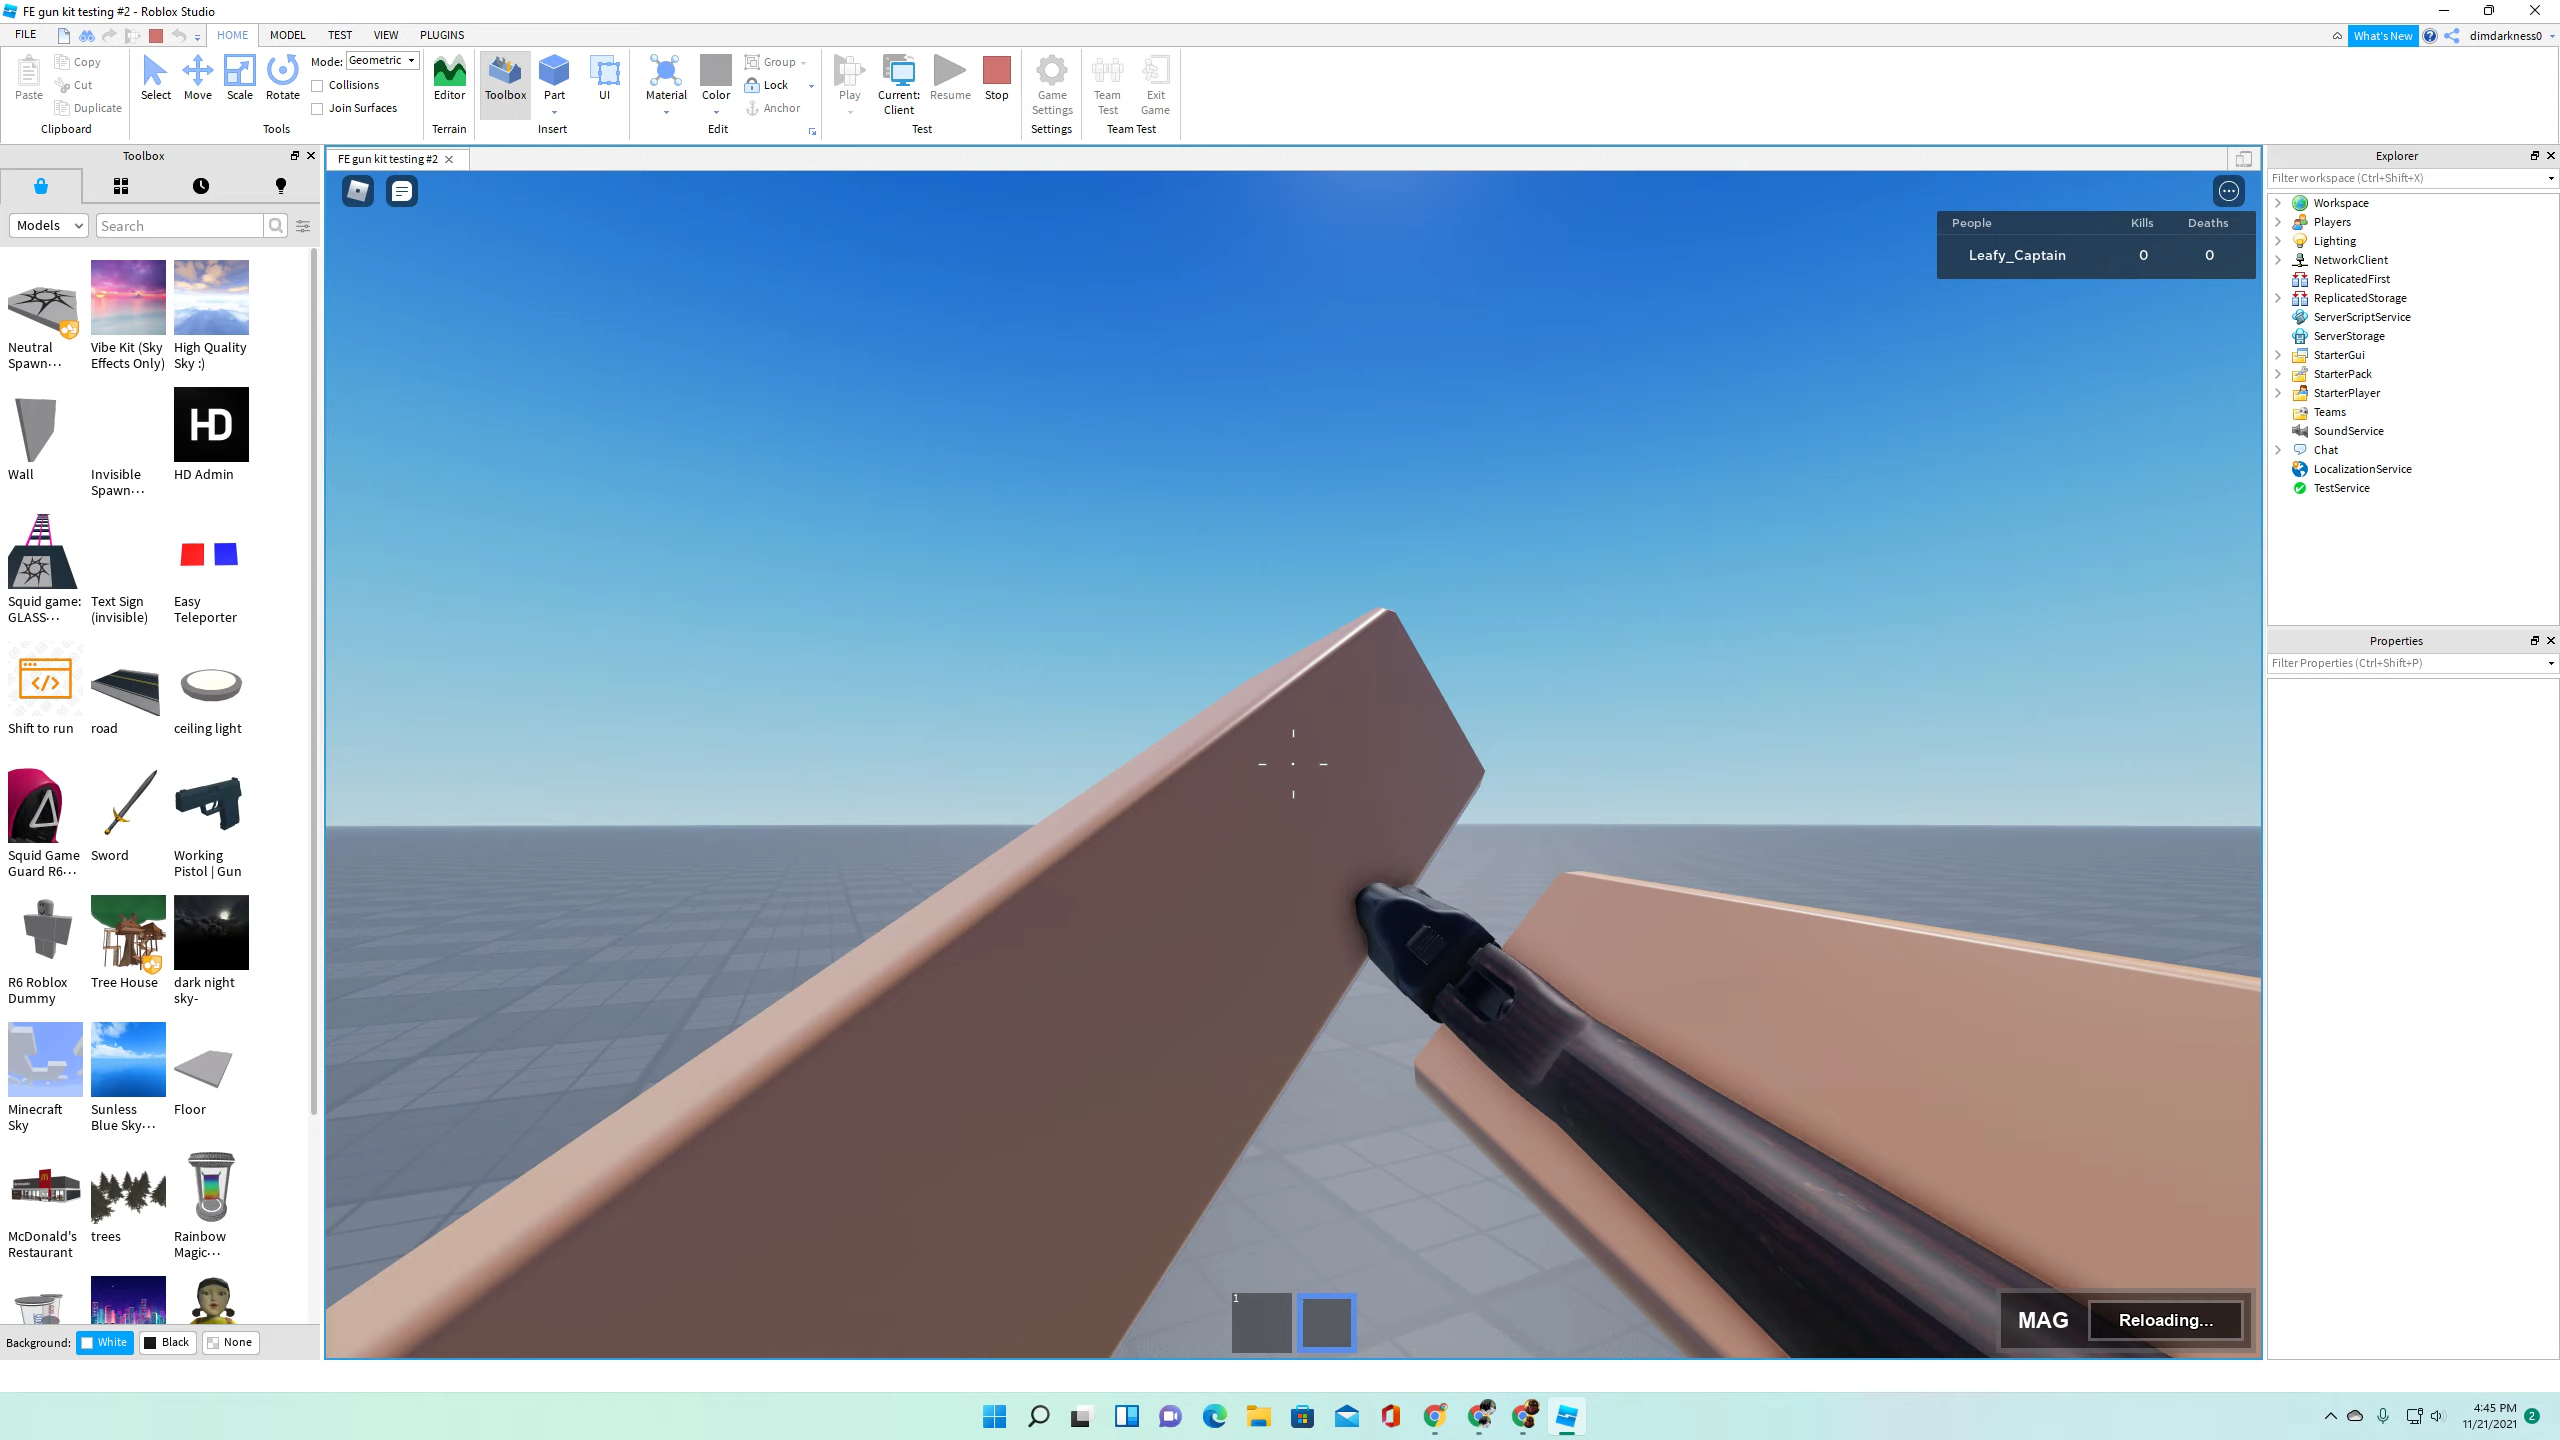 FE gun kit testing #2 - Roblox Studio
FILE
HOME
MODEL
TEST
VIEW
PLUGINS
What's New
dimdarkness0
Paste
Copy
Cut
Duplicate
Clipboard
Select
Move
Scale
Rotate
Mode: Geometric
Collisions
Join Surfaces
Tools
Editor
Terrain
Toolbox
Part
UI
Insert
Material
Color
Group
Lock
Anchor
Edit
Play
Current:
Client
Resume
Stop
Test
Game
Settings
Settings
Team
Test
Exit
Game
Team Test
Toolbox
FE gun kit testing #2
Models
Search
Neutral
Spawn...
Vibe Kit (Sky
Effects Only)
High Quality
Sky :)
Wall
Invisible
Spawn...
HD
HD Admin
Squid game:
GLASS...
Text Sign
(invisible)
Easy
Teleporter
Shift to run
road
ceiling light
Squid Game
Guard R6...
Sword
Working
Pistol | Gun
R6 Roblox
Dummy
Tree House
dark night
sky-
Minecraft
Sky
Sunless
Blue Sky...
Floor
McDonald's
Restaurant
trees
Rainbow
Magic...
Background: White Black None
People Kills Deaths
Leafy_Captain 0 0
1
MAG Reloading...
Explorer
Filter workspace (Ctrl+Shift+X)
Workspace
Players
Lighting
NetworkClient
ReplicatedFirst
ReplicatedStorage
ServerScriptService
ServerStorage
StarterGui
StarterPack
StarterPlayer
Teams
SoundService
Chat
LocalizationService
TestService
Properties
Filter Properties (Ctrl+Shift+P)
4:45 PM
11/21/2021
2